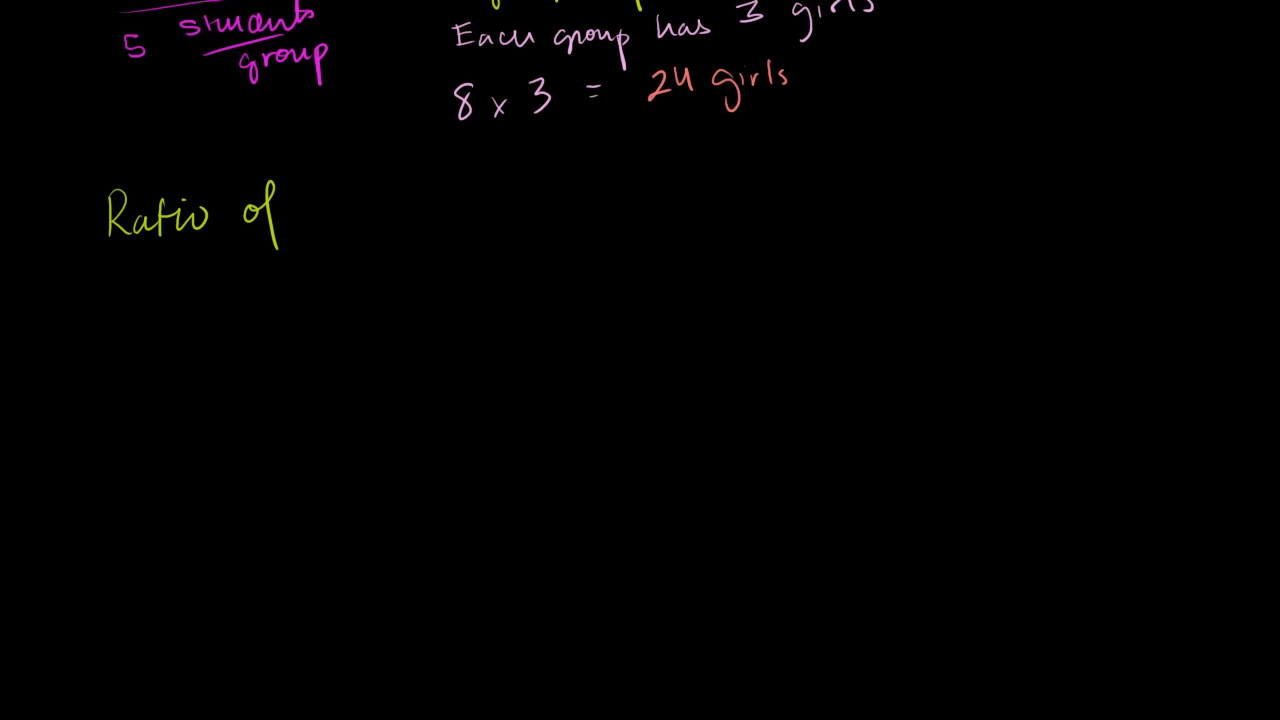 5 students
group
Each group has 3 girls
8 x 3 = 24 girls
Ratio of